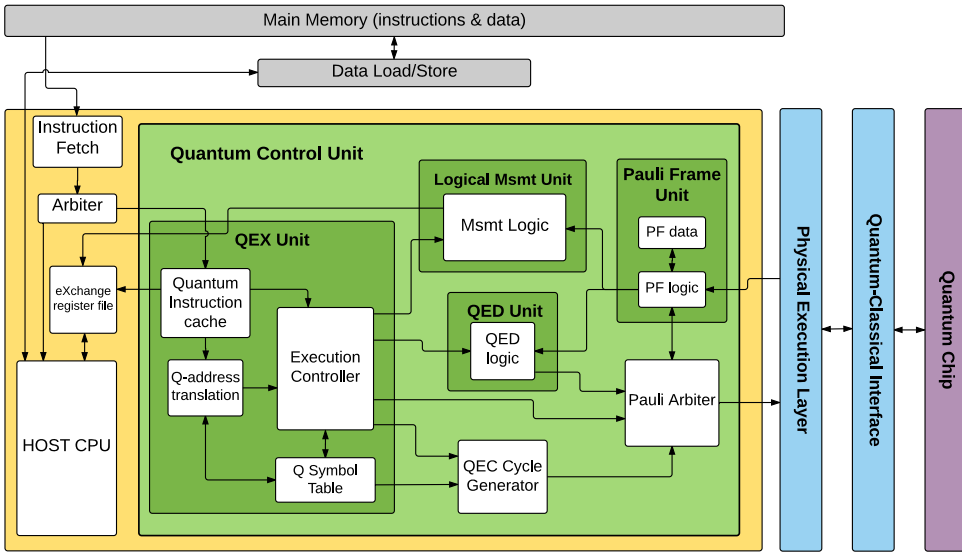 Main Memory (instructions & data)
Data Load/Store
Instruction
Fetch
Arbiter
eXchange
register file
HOST CPU
Quantum Control Unit
QEX Unit
Quantum
Instruction
cache
Q-address
translation
Execution
Controller
Q Symbol
Table
Logical Msmt Unit
Msmt Logic
QED Unit
QED
logic
QEC Cycle
Generator
Pauli Frame
Unit
PF data
PF logic
Pauli Arbiter
Physical Execution
Layer
Quantum-Classical
Interface
Quantum Chip